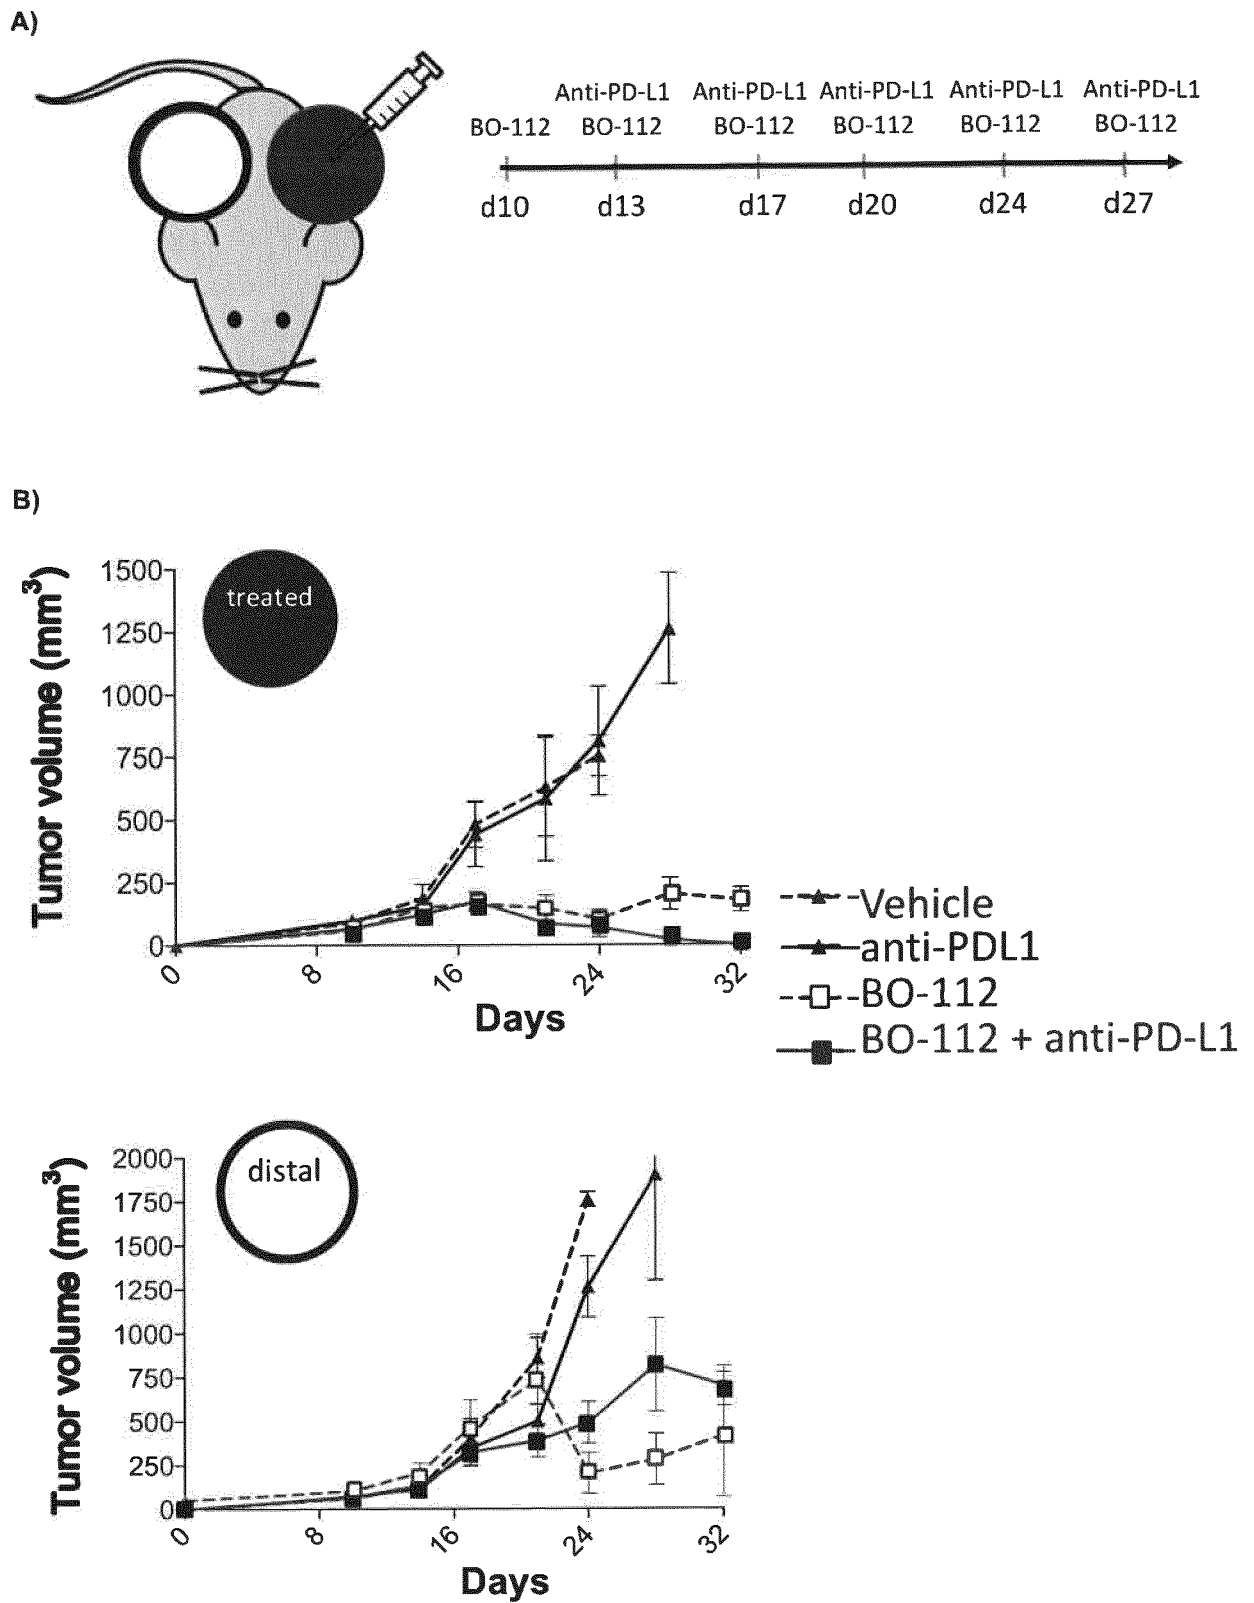 A)
Anti-PD-L1 Anti-PD-L1 Anti-PD-L1 Anti-PD-L1 Anti-PD-L1
BO-112 BO-112 BO-112 BO-112 BO-112 BO-112
d10 d13 d17 d20 d24 d27
B)
Tumor volume (mm³)
1500
1250
1000
750
500
250
0
treated
0 8 16 24 32
Days
Vehicle
anti-PDL1
BO-112
BO-112 + anti-PD-L1
Tumor volume (mm³)
2000
1750
1500
1250
1000
750
500
250
0
distal
0 8 16 24 32
Days